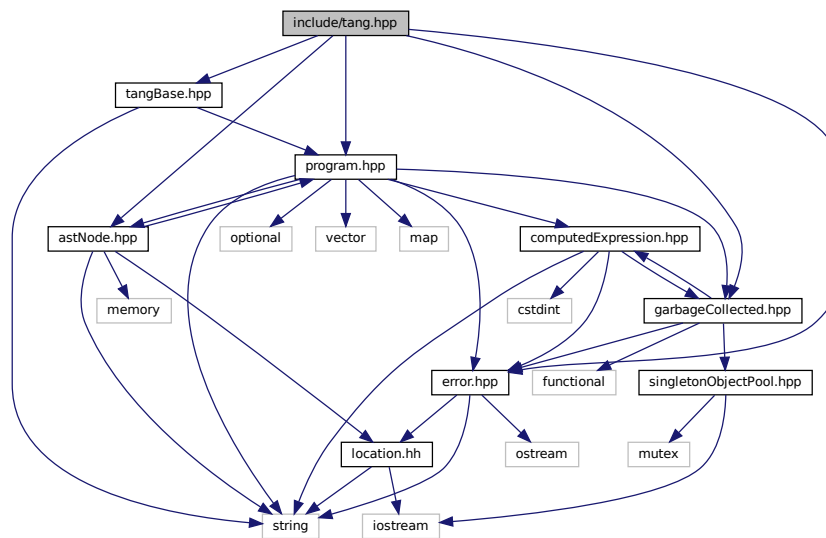 include/tang.hpp
tangBase.hpp
program.hpp
astNode.hpp
optional
vector
map
computedExpression.hpp
memory
cstdint
garbageCollected.hpp
error.hpp
functional
singletonObjectPool.hpp
location.hh
ostream
mutex
string
iostream